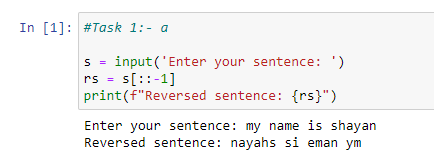 In [1]: #Task 1:- a
s = input('Enter your sentence: ')
rs = s[::-1]
print(f"Reversed sentence: {rs}")
Enter your sentence: my name is shayan
Reversed sentence: nayahs si eman ym